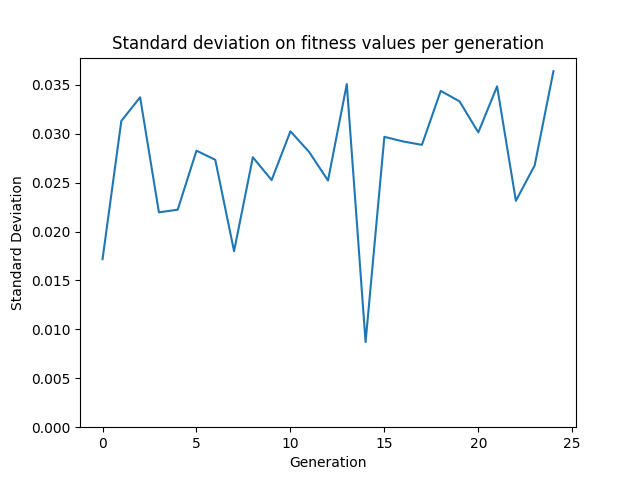 Standard deviation on fitness values per generation
0.035
0.030
0.025
0.020
0.015
0.010
0.005
0.000
Standard Deviation
0 5 10 15 20 25
Generation